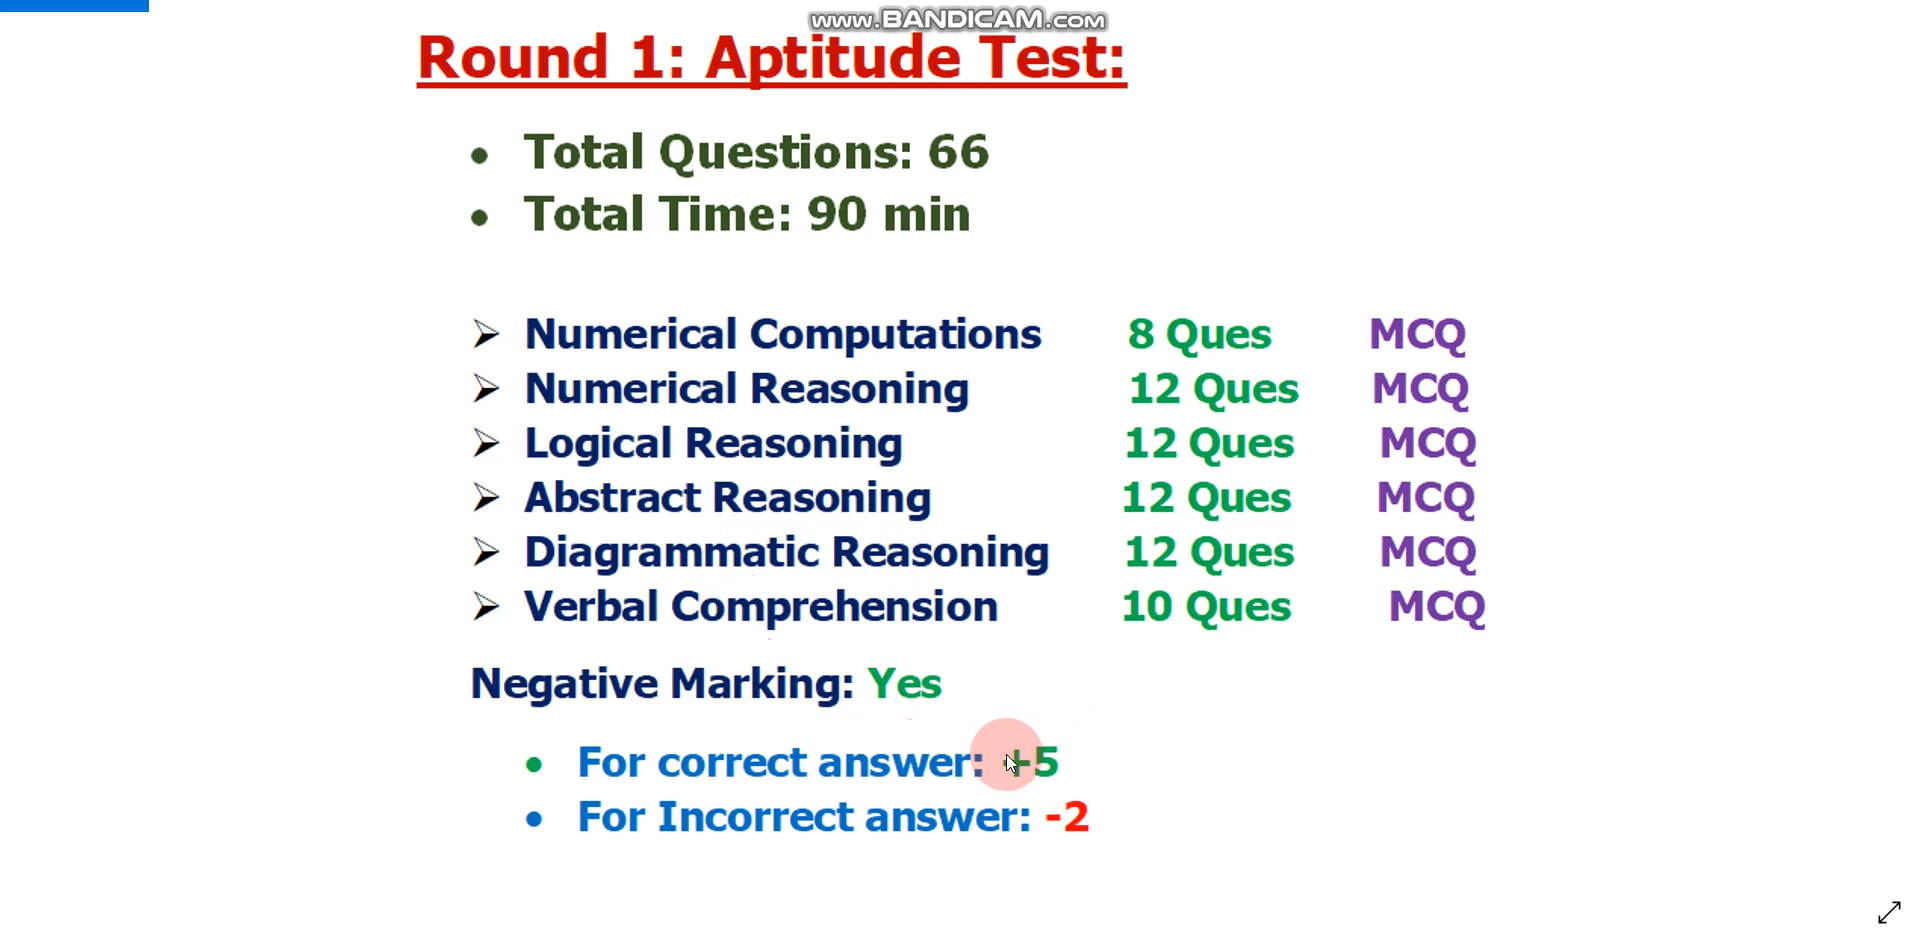 www.BANDICAM.com
Round 1: Aptitude Test:
• Total Questions: 66
• Total Time: 90 min
➢ Numerical Computations 8 Ques MCQ
➢ Numerical Reasoning 12 Ques MCQ
➢ Logical Reasoning 12 Ques MCQ
➢ Abstract Reasoning 12 Ques MCQ
➢ Diagrammatic Reasoning 12 Ques MCQ
➢ Verbal Comprehension 10 Ques MCQ
Negative Marking: Yes
• For correct answer: +5
• For Incorrect answer: -2